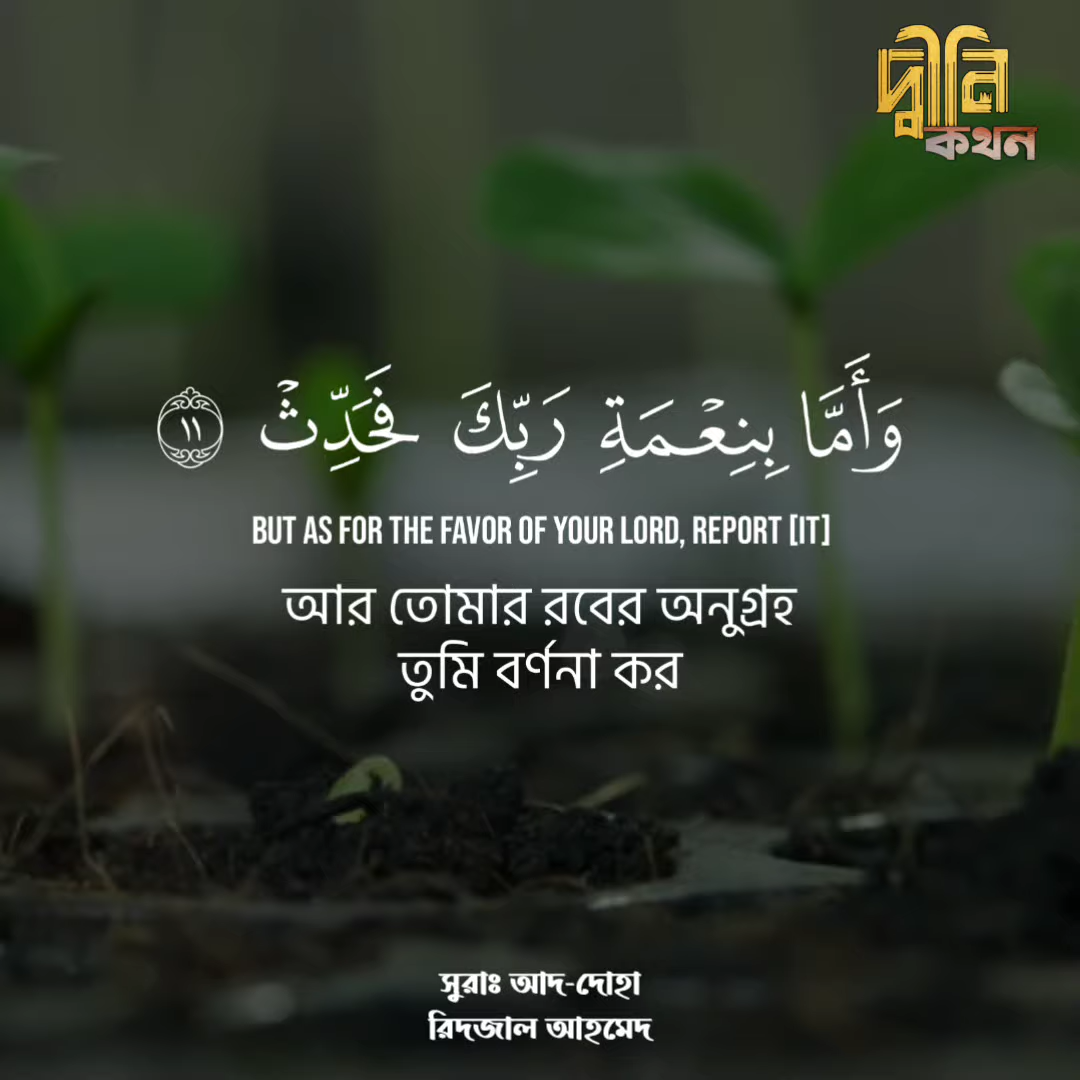 দ্বীনি
কথন
وَأَمَّا بِنِعْمَةِ رَبِّكَ فَحَدِّثْ ١١
BUT AS FOR THE FAVOR OF YOUR LORD, REPORT [IT]
আর তোমার রবের অনুগ্রহ
তুমি বর্ণনা কর
সুরাঃ আদ-দোহা
রিদজাল আহমেদ